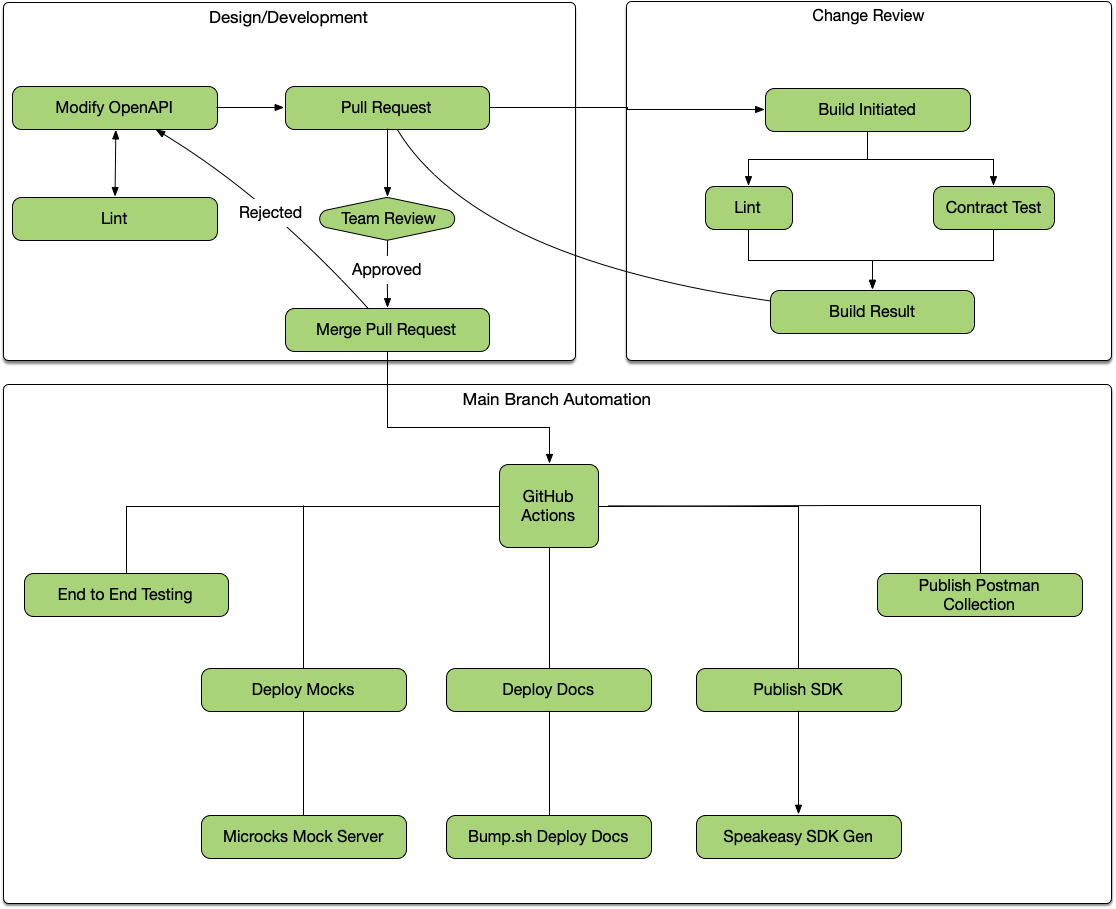 Design/Development
Modify OpenAPI
Pull Request
Lint
Rejected
Team Review
Approved
Merge Pull Request
Change Review
Build Initiated
Lint
Contract Test
Build Result
Main Branch Automation
GitHub
Actions
End to End Testing
Publish Postman
Collection
Deploy Mocks
Deploy Docs
Publish SDK
Microcks Mock Server
Bump.sh Deploy Docs
Speakeasy SDK Gen